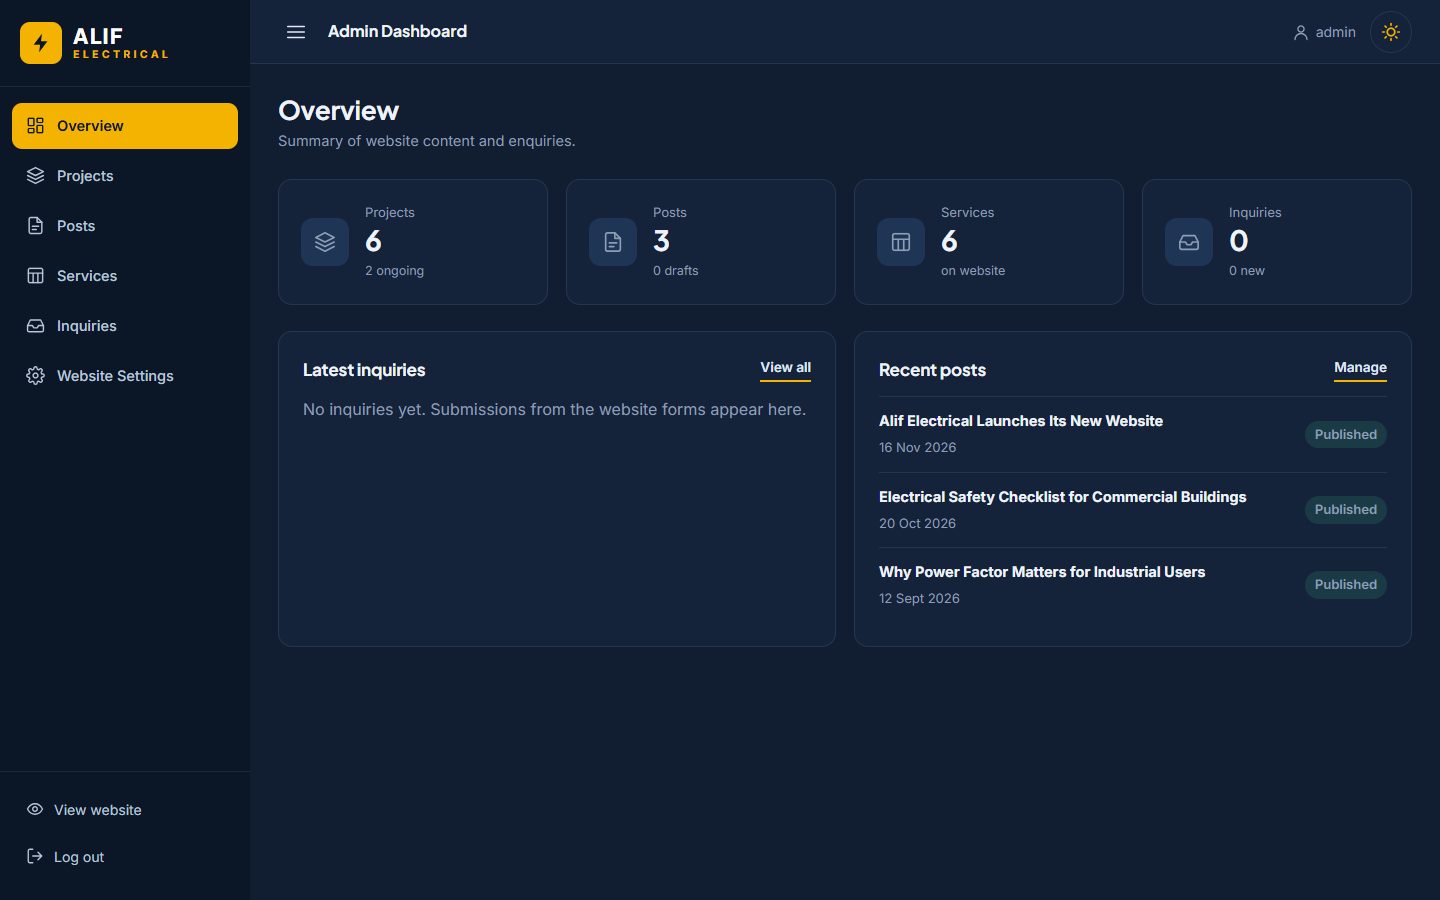 ALIF
ELECTRICAL
Overview
Projects
Posts
Services
Inquiries
Website Settings
View website
Log out
Admin Dashboard
admin
Overview
Summary of website content and enquiries.
Projects
6
2 ongoing
Posts
3
0 drafts
Services
6
on website
Inquiries
0
0 new
Latest inquiries
View all
No inquiries yet. Submissions from the website forms appear here.
Recent posts
Manage
Alif Electrical Launches Its New Website
16 Nov 2026
Published
Electrical Safety Checklist for Commercial Buildings
20 Oct 2026
Published
Why Power Factor Matters for Industrial Users
12 Sept 2026
Published